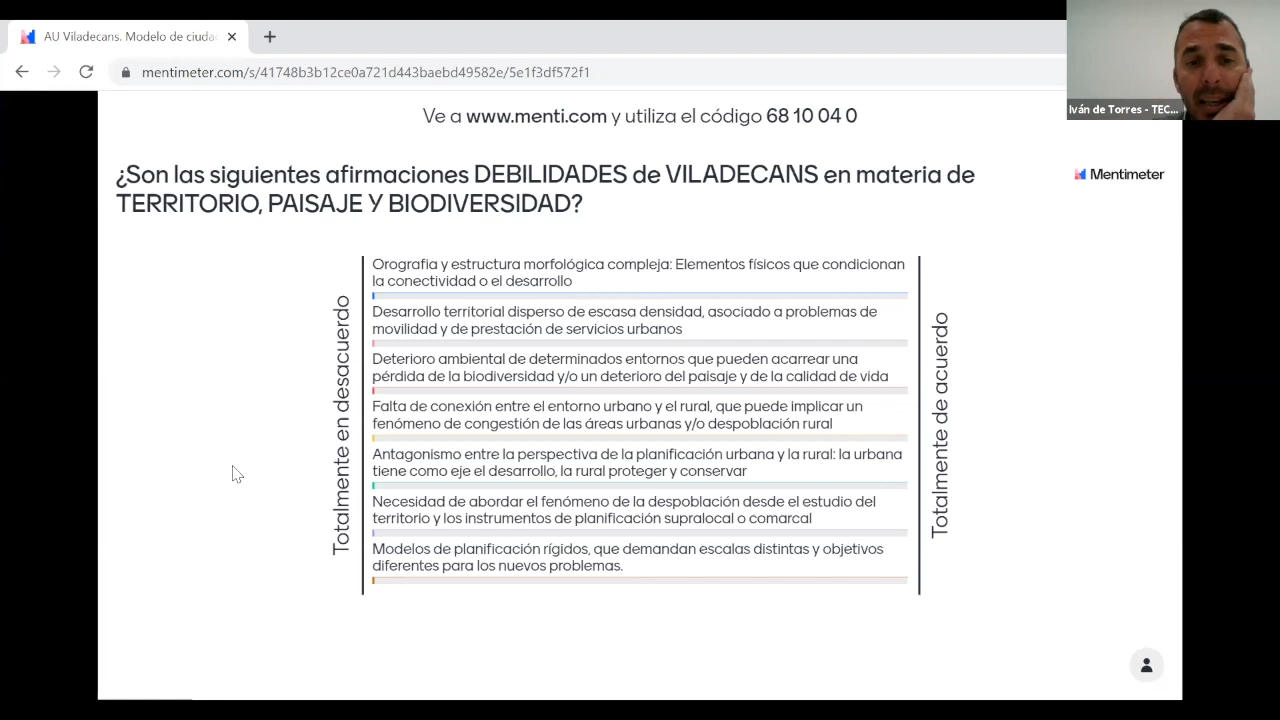 AU Viladecans. Modelo de ciuda
mentimeter.com/s/41748b3b12ce0a721d443baebd49582e/5e1f3df572f1
Iván de Torres - TEC...
Ve a www.menti.com y utiliza el código 68 10 04 0
¿Son las siguientes afirmaciones DEBILIDADES de VILADECANS en materia de
TERRITORIO, PAISAJE Y BIODIVERSIDAD?
Mentimeter
Totalmente en desacuerdo
Orografia y estructura morfológica compleja: Elementos físicos que condicionan
la conectividad o el desarrollo
Desarrollo territorial disperso de escasa densidad, asociado a problemas de
movilidad y de prestación de servicios urbanos
Deterioro ambiental de determinados entornos que pueden acarrear una
pérdida de la biodiversidad y/o un deterioro del paisaje y de la calidad de vida
Falta de conexión entre el entorno urbano y el rural, que puede implicar un
fenómeno de congestión de las áreas urbanas y/o despoblación rural
Antagonismo entre la perspectiva de la planificación urbana y la rural: la urbana
tiene como eje el desarrollo, la rural proteger y conservar
Necesidad de abordar el fenómeno de la despoblación desde el estudio del
territorio y los instrumentos de planificación supralocal o comarcal
Modelos de planificación rígidos, que demandan escalas distintas y objetivos
diferentes para los nuevos problemas.
Totalmente de acuerdo